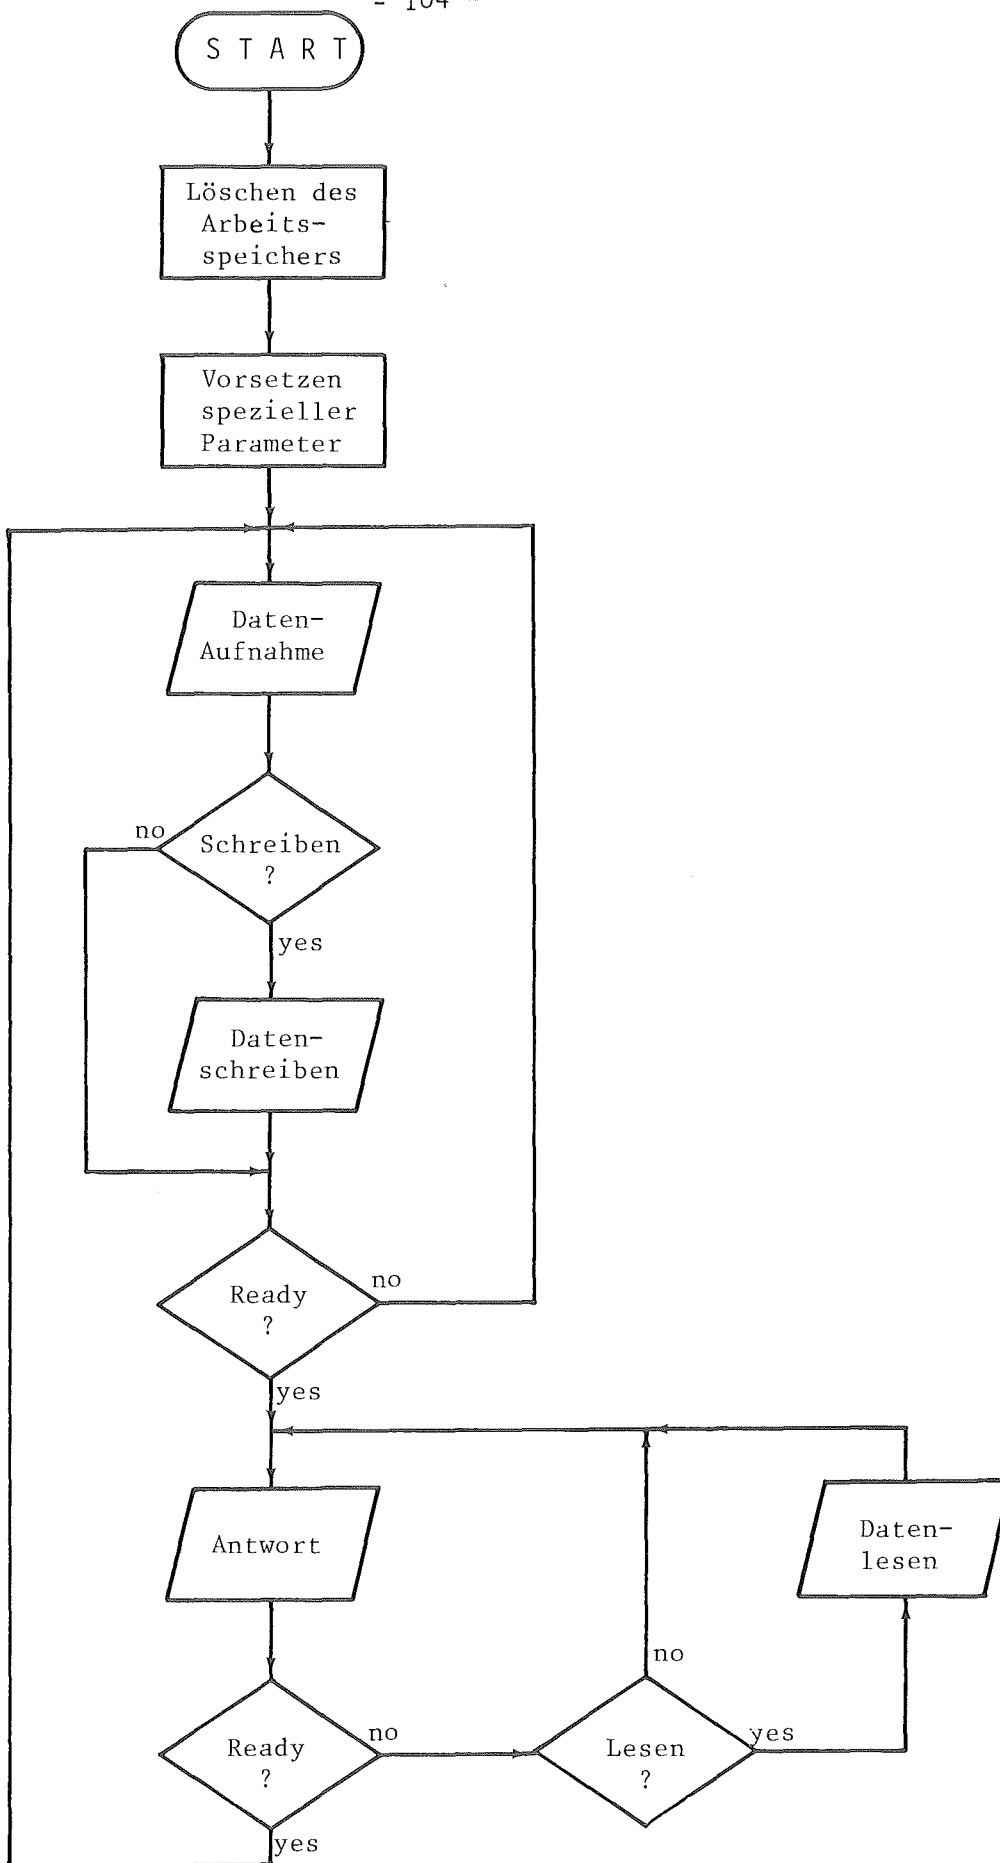 - 104 -
S T A R T
Löschen des
Arbeits-
speichers
Vorsetzen
spezieller
Parameter
Daten-
Aufnahme
no
Schreiben
?
yes
Daten-
schreiben
Ready
?
no
yes
Antwort
Daten-
lesen
no
Ready
?
no
Lesen
?
yes
yes